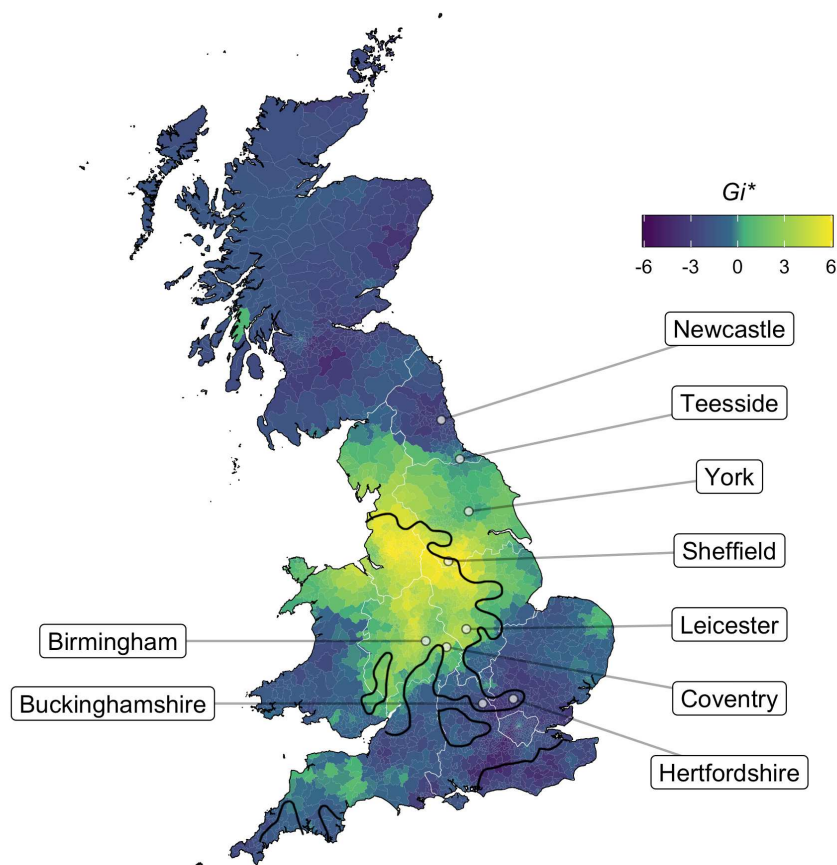 Gi*
-6 -3 0 3 6
Newcastle
Teesside
York
Sheffield
Leicester
Birmingham
Coventry
Buckinghamshire
Hertfordshire